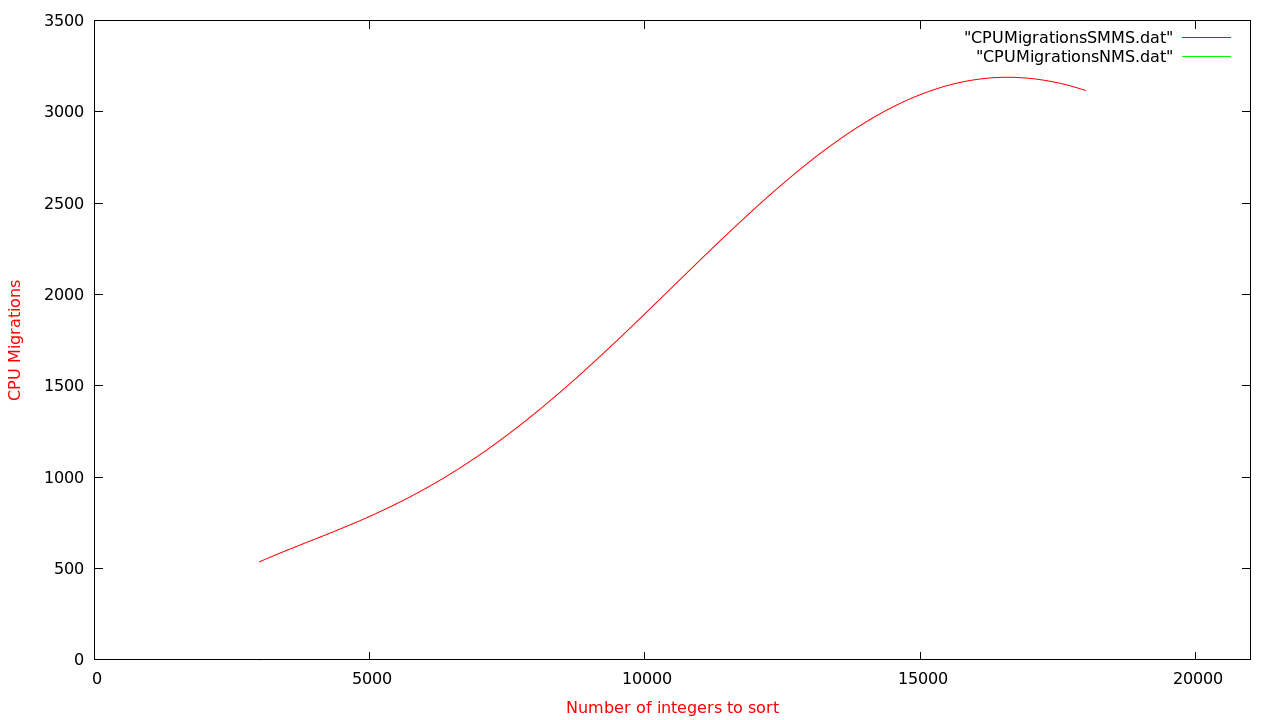 3500
3000
2500
2000
1500
1000
500
0
CPU Migrations
"CPUMigrationsSMMS.dat"
"CPUMigrationsNMS.dat"
0 5000 10000 15000 20000
Number of integers to sort